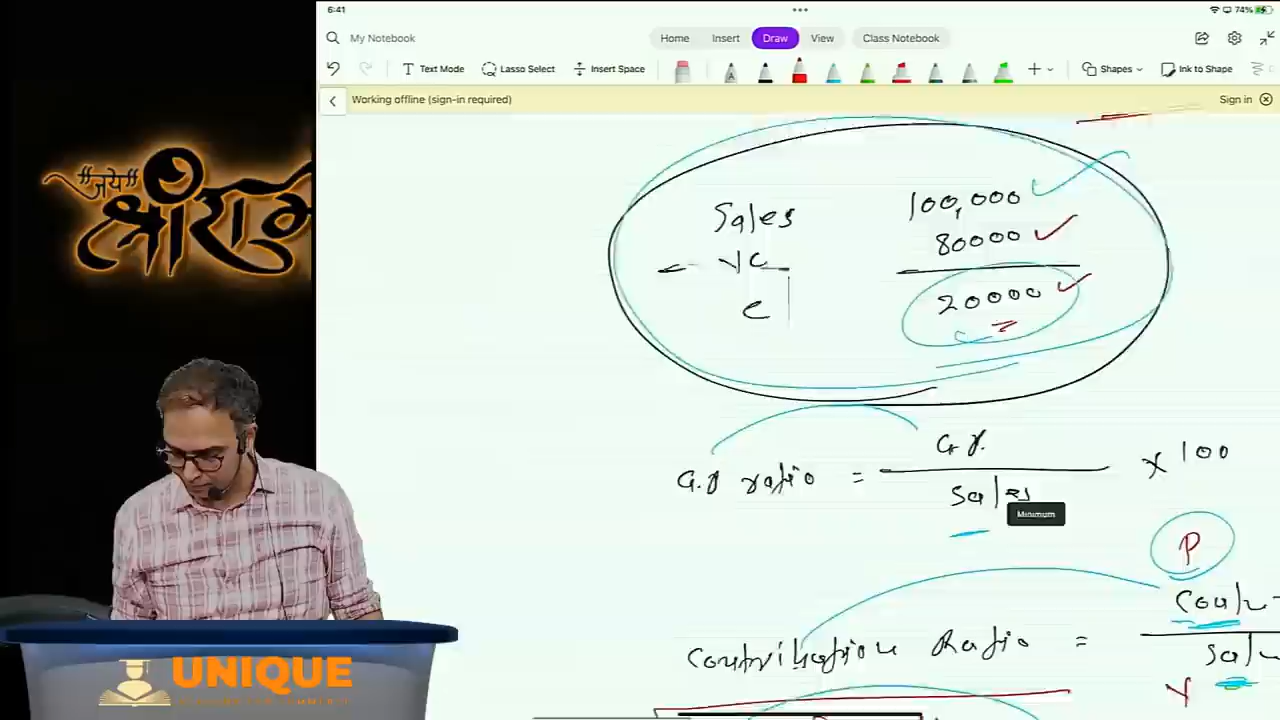 6:41
74%
My Notebook
Home Insert Draw View Class Notebook
Text Mode Lasso Select Insert Space Shapes Ink to Shape
Working offline (sign-in required) Sign in
#जय#
श्रीराम
Sales 100,000
VC 80000
C 20000
G.P ratio = G.P. / Sales × 100
Minimum
P
Contribution Ratio =
UNIQUE